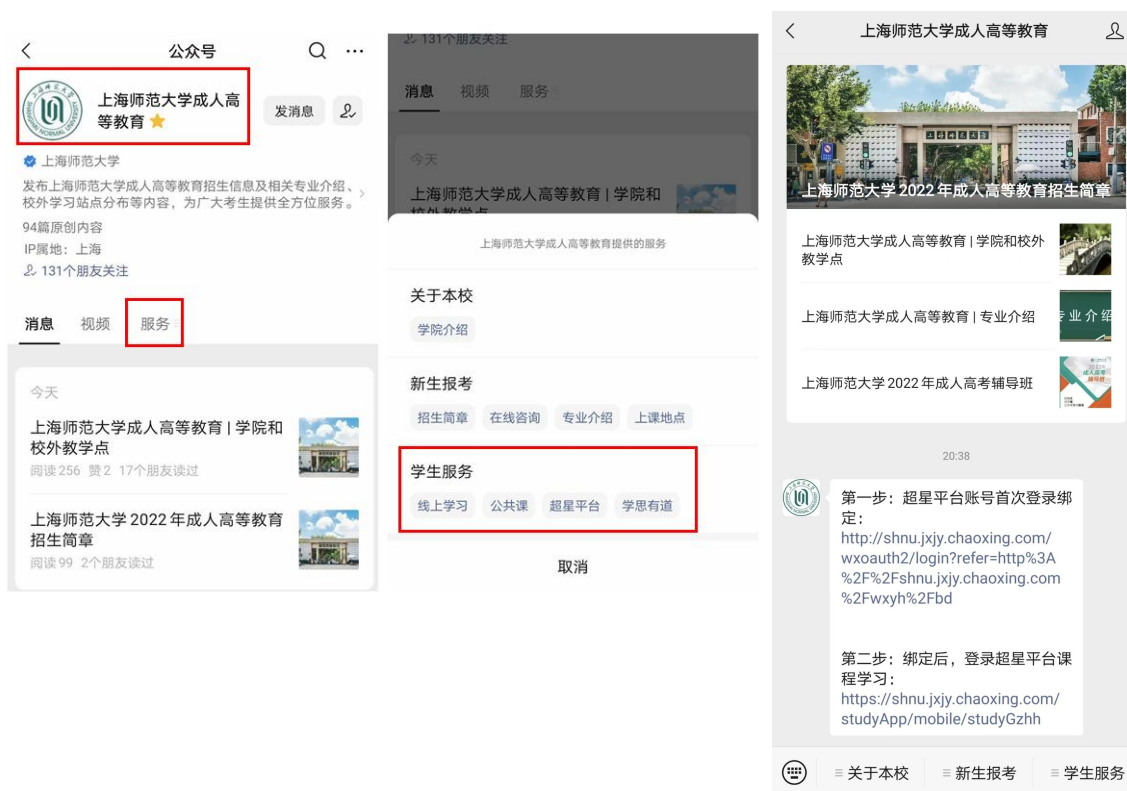 公众号
上海师范大学成人高
等教育
发消息
上海师范大学
发布上海师范大学成人高等教育招生信息及相关专业介绍、
校外学习站点分布等内容，为广大考生提供全方位服务。
94篇原创内容
IP属地：上海
131个朋友关注
消息 视频 服务
今天
上海师范大学成人高等教育 | 学院和
校外教学点
阅读 256 赞 2 17个朋友读过
上海师范大学 2022 年成人高等教育
招生简章
阅读 99 2个朋友读过
131个朋友关注
消息 视频 服务
今天
上海师范大学成人高等教育 | 学院和
校外教学点
上海师范大学成人高等教育提供的服务
关于本校
学院介绍
新生报考
招生简章 在线咨询 专业介绍 上课地点
学生服务
线上学习 公共课 超星平台 学思有道
取消
上海师范大学成人高等教育
上海师范大学
上海师范大学 2022 年成人高等教育招生简章
上海师范大学成人高等教育 | 学院和校外
教学点
上海师范大学成人高等教育 | 专业介绍
专业介绍
上海师范大学 2022 年成人高考辅导班
20:38
第一步：超星平台账号首次登录绑
定：
http://shnu.jxjy.chaoxing.com/
wxoauth2/login?refer=http%3A
%2F%2Fshnu.jxjy.chaoxing.com
%2Fwxyh%2Fbd
第二步：绑定后，登录超星平台课
程学习：
https://shnu.jxjy.chaoxing.com/
studyApp/mobile/studyGzhh
关于本校 新生报考 学生服务